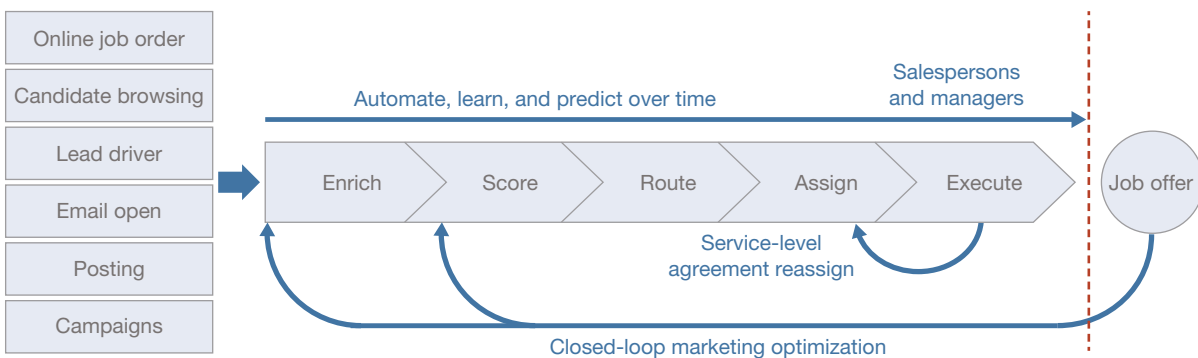 Online job order
Candidate browsing
Lead driver
Email open
Posting
Campaigns
Automate, learn, and predict over time
Salespersons
and managers
Enrich
Score
Route
Assign
Execute
Job offer
Service-level
agreement reassign
Closed-loop marketing optimization